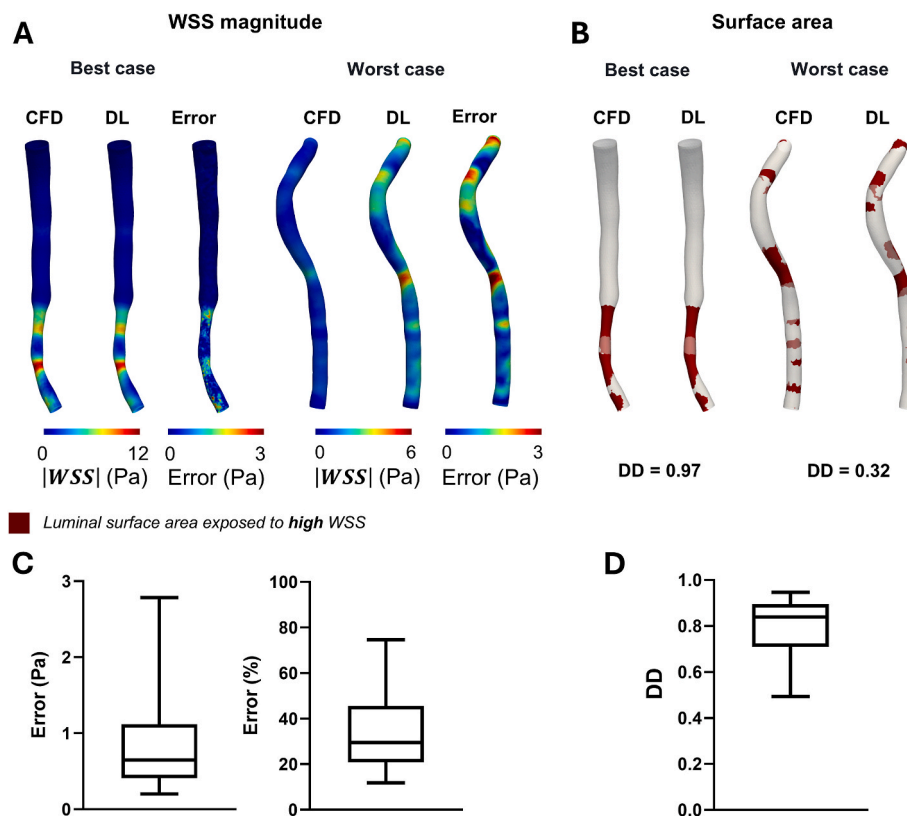 A
WSS magnitude
B
Surface area
Best case
Worst case
Best case
Worst case
CFD
DL
Error
CFD
DL
Error
CFD
DL
CFD
DL
0
12
0
3
0
6
0
3
|WSS| (Pa)
Error (Pa)
|WSS| (Pa)
Error (Pa)
DD = 0.97
DD = 0.32
Luminal surface area exposed to high WSS
C
Error (Pa)
3
2
1
0
Error (%)
100
80
60
40
20
0
D
DD
1.0
0.8
0.6
0.4
0.2
0.0